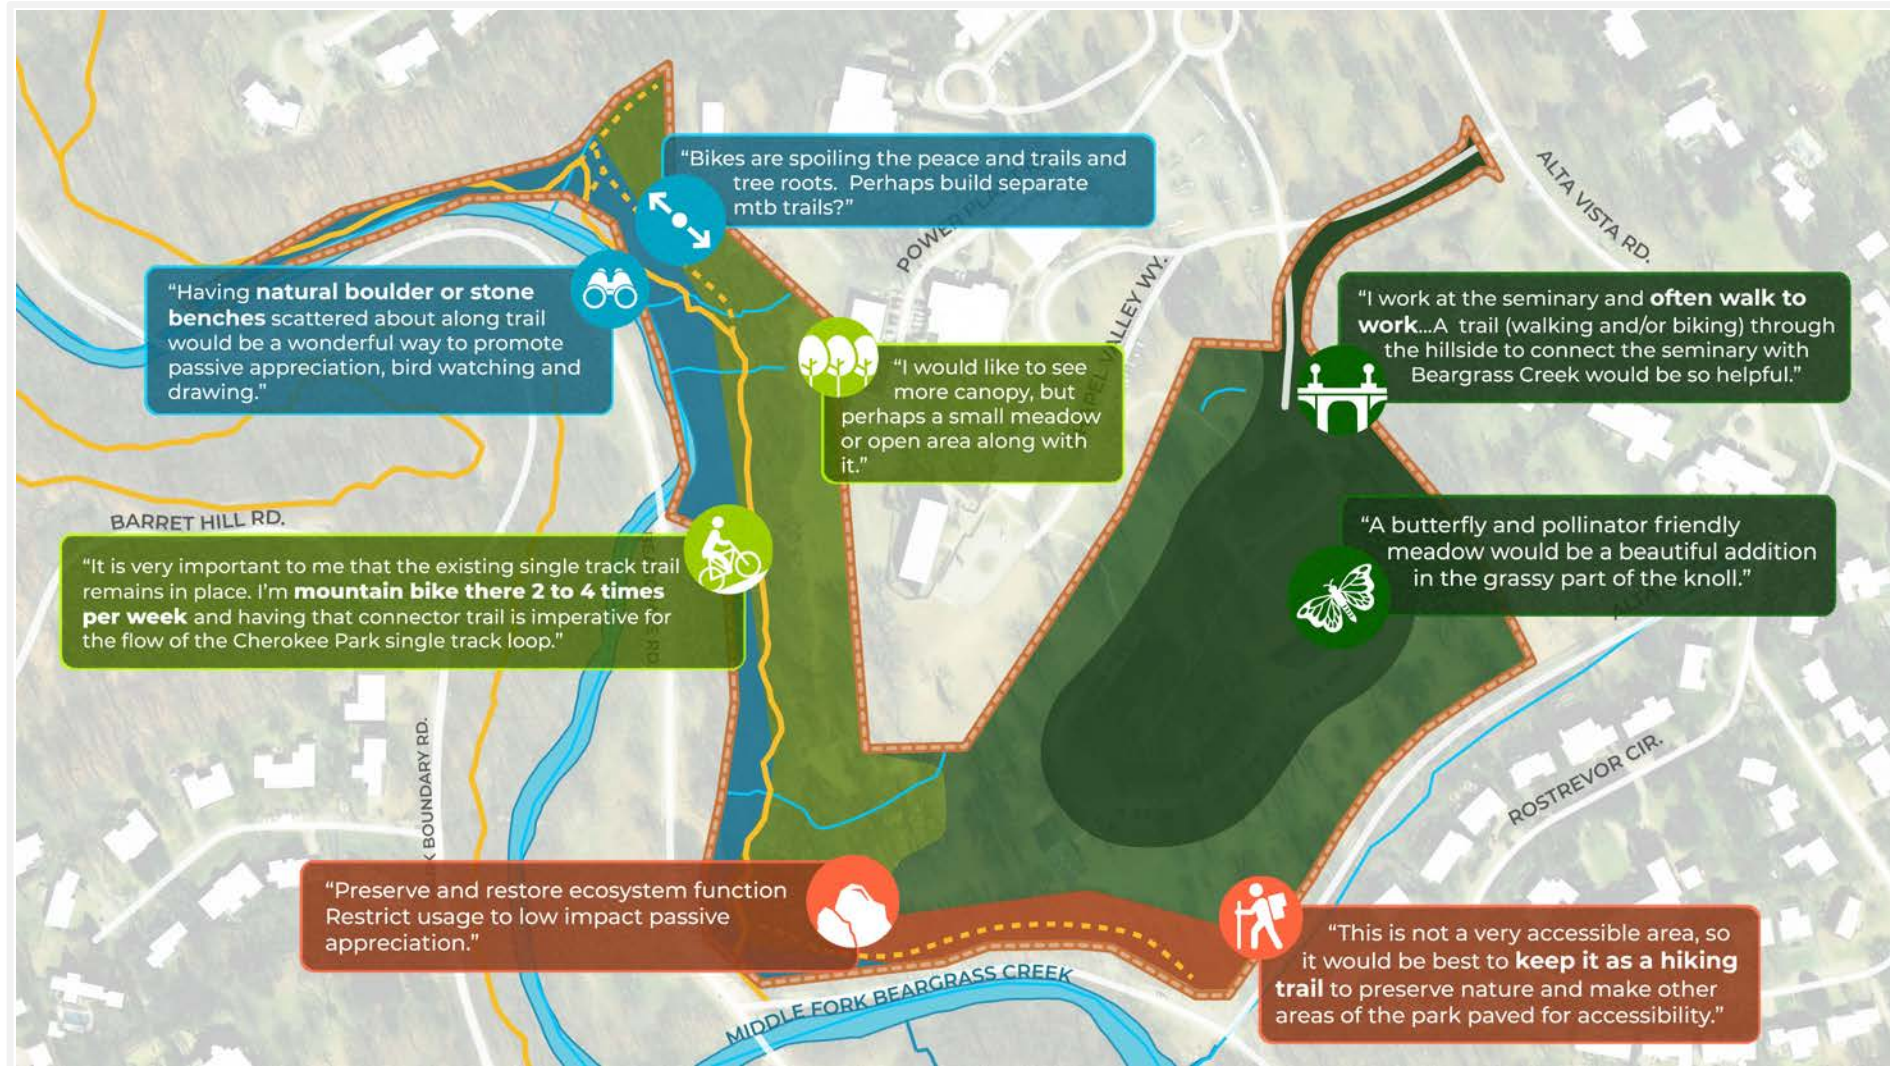 “Bikes are spoiling the peace and trails and
tree roots. Perhaps build separate
mtb trails?”
ALTA VISTA RD.
“Having natural boulder or stone
benches scattered about along trail
would be a wonderful way to promote
passive appreciation, bird watching and
drawing.”
“I work at the seminary and often walk to
work...A trail (walking and/or biking) through
the hillside to connect the seminary with
Beargrass Creek would be so helpful.”
“I would like to see
more canopy, but
perhaps a small meadow
or open area along with
it.”
BARRET HILL RD.
“It is very important to me that the existing single track trail
remains in place. I’m mountain bike there 2 to 4 times
per week and having that connector trail is imperative for
the flow of the Cherokee Park single track loop.”
“A butterfly and pollinator friendly
meadow would be a beautiful addition
in the grassy part of the knoll.”
BOUNDARY RD.
ROSTREVOR CIR.
“Preserve and restore ecosystem function
Restrict usage to low impact passive
appreciation.”
“This is not a very accessible area, so
it would be best to keep it as a hiking
trail to preserve nature and make other
areas of the park paved for accessibility.”
MIDDLE FORK BEARGRASS CREEK
POWER
VALLEY WY.